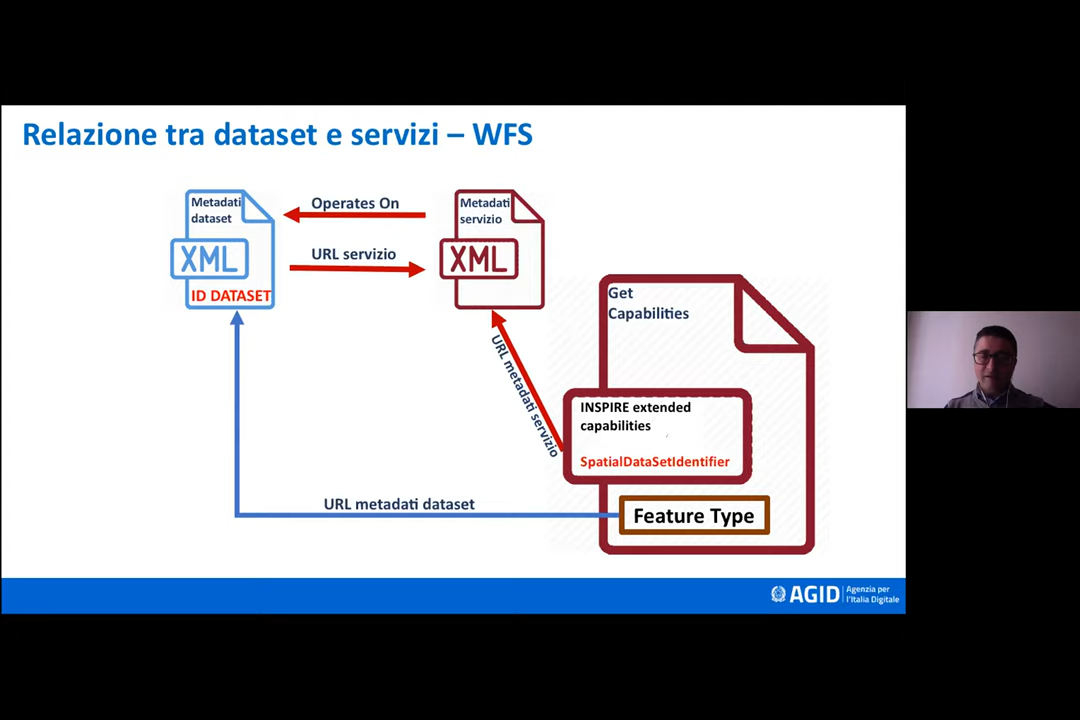 Relazione tra dataset e servizi – WFS
Metadati
dataset
XML
ID DATASET
Operates On
URL servizio
Metadati
servizio
XML
URL metadati servizio
Get
Capabilities
INSPIRE extended
capabilities
SpatialDataSetIdentifier
URL metadati dataset
Feature Type
AGID
Agenzia per
l'Italia Digitale